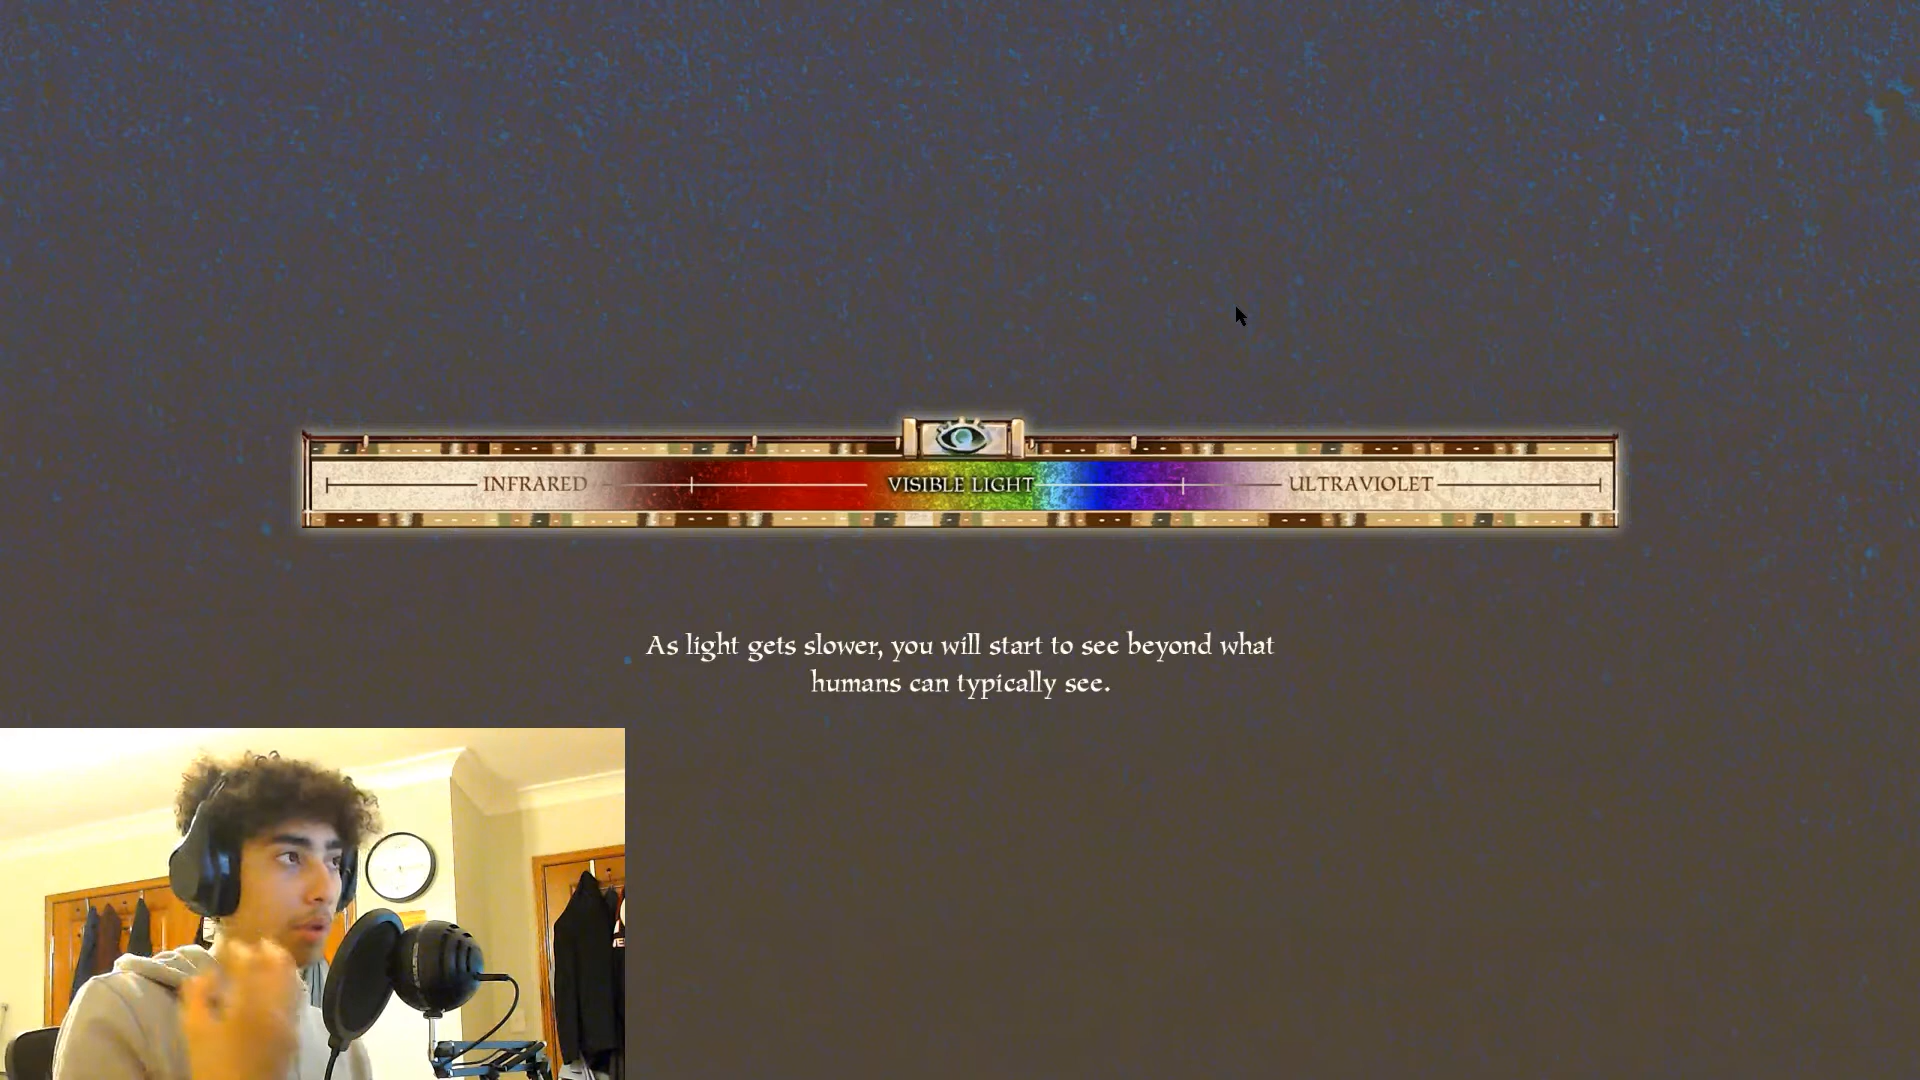 INFRARED VISIBLE LIGHT ULTRAVIOLET
As light gets slower, you will start to see beyond what
humans can typically see.